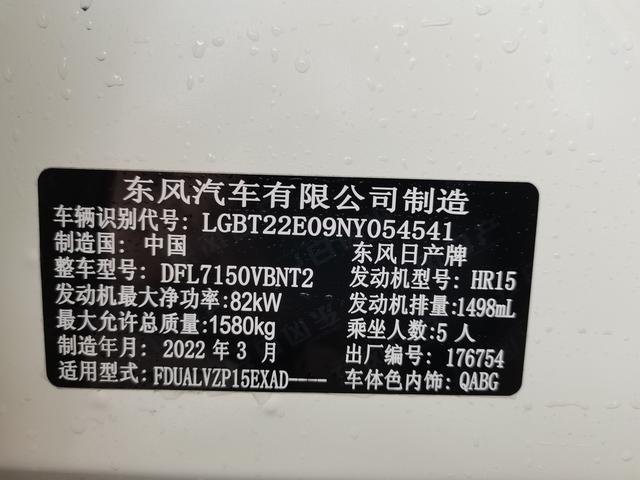 东风汽车有限公司制造
车辆识别代号: LGBT22E09NY054541
制造国: 中国 东风日产牌
整车型号: DFL7150VBNT2 发动机型号: HR15
发动机最大净功率:82kW 发动机排量:1498mL
最大允许总质量:1580kg 乘坐人数:5 人
制造年月: 2022 年 3 月 出厂编号: 176754
适用型式: FDUALVZP15EXAD---- 车体色内饰: QABG